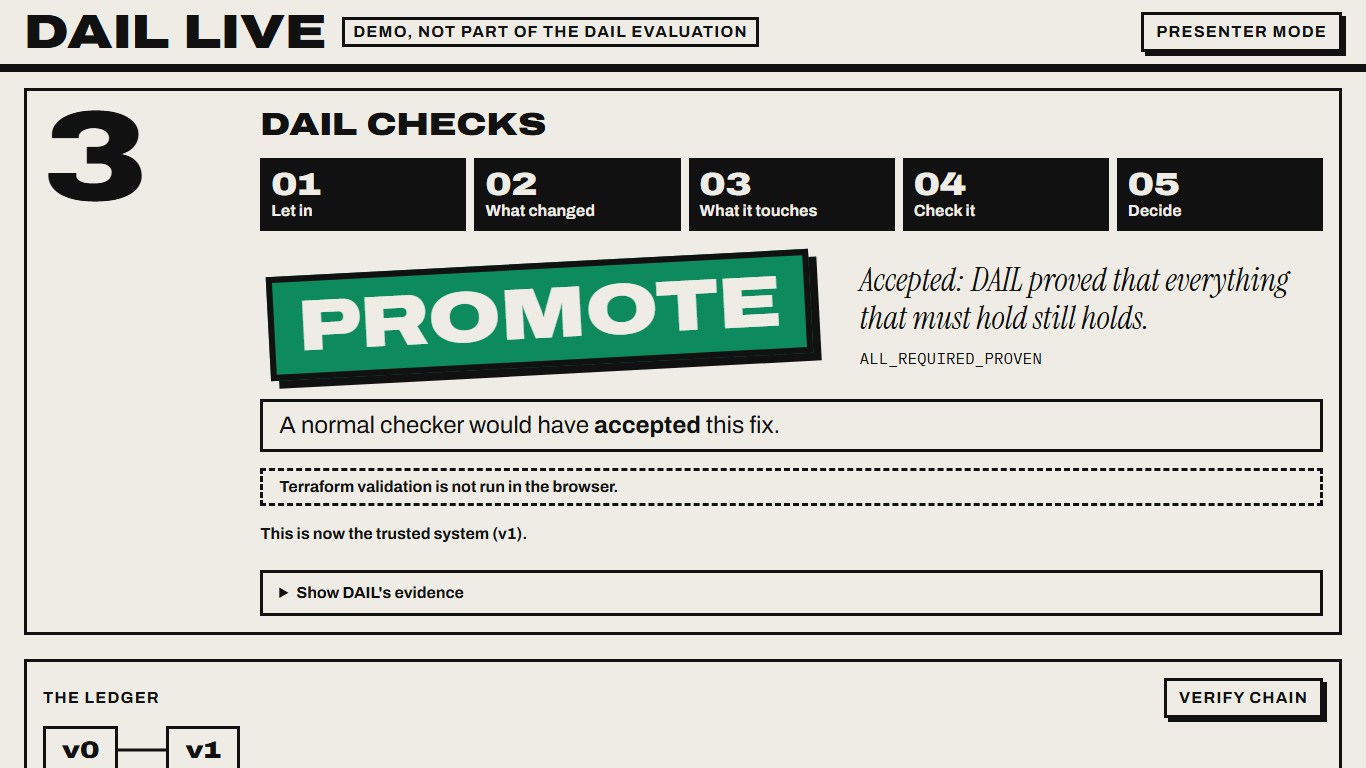 DAIL LIVE
DEMO, NOT PART OF THE DAIL EVALUATION
PRESENTER MODE
3
DAIL CHECKS
01
Let in
02
What changed
03
What it touches
04
Check it
05
Decide
PROMOTE
Accepted: DAIL proved that everything
that must hold still holds.
ALL_REQUIRED_PROVEN
A normal checker would have accepted this fix.
Terraform validation is not run in the browser.
This is now the trusted system (v1).
Show DAIL's evidence
THE LEDGER
VERIFY CHAIN
v0
v1